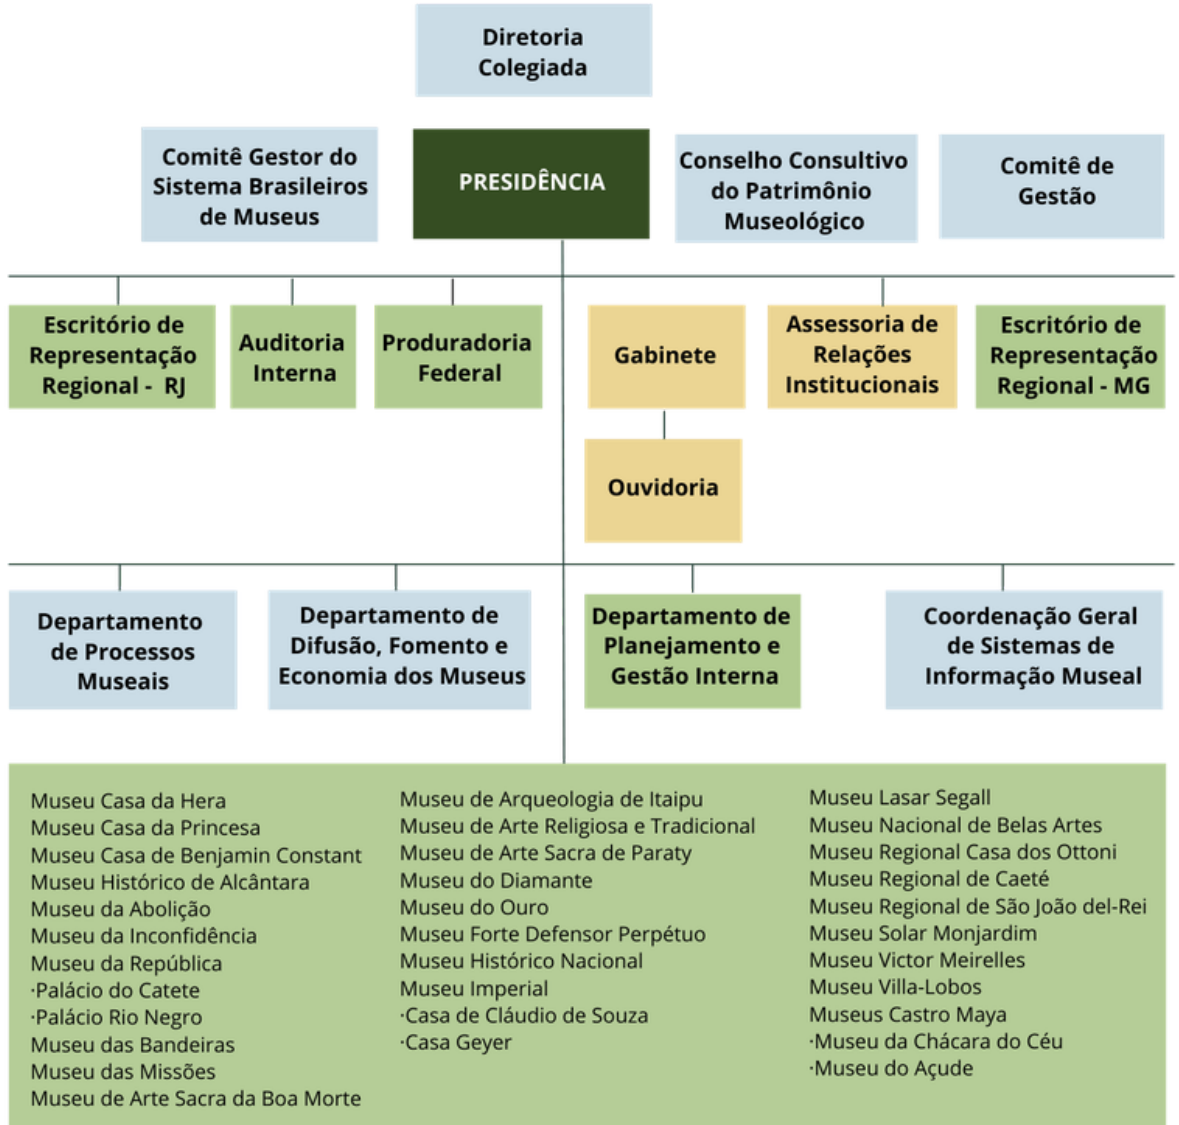 Diretoria
Colegiada
Comitê Gestor do
Sistema Brasileiros
de Museus
PRESIDÊNCIA
Conselho Consultivo
do Patrimônio
Museológico
Comitê de
Gestão
Escritório de
Representação
Regional - RJ
Auditoria
Interna
Produradoria
Federal
Gabinete
Assessoria de
Relações
Institucionais
Escritório de
Representação
Regional - MG
Ouvidoria
Departamento
de Processos
Museais
Departamento de
Difusão, Fomento e
Economia dos Museus
Departamento de
Planejamento e
Gestão Interna
Coordenação Geral
de Sistemas de
Informação Museal
Museu Casa da Hera
Museu Casa da Princesa
Museu Casa de Benjamin Constant
Museu Histórico de Alcântara
Museu da Abolição
Museu da Inconfidência
Museu da República
·Palácio do Catete
·Palácio Rio Negro
Museu das Bandeiras
Museu das Missões
Museu de Arte Sacra da Boa Morte
Museu de Arqueologia de Itaipu
Museu de Arte Religiosa e Tradicional
Museu de Arte Sacra de Paraty
Museu do Diamante
Museu do Ouro
Museu Forte Defensor Perpétuo
Museu Histórico Nacional
Museu Imperial
·Casa de Cláudio de Souza
·Casa Geyer
Museu Lasar Segall
Museu Nacional de Belas Artes
Museu Regional Casa dos Ottoni
Museu Regional de Caeté
Museu Regional de São João del-Rei
Museu Solar Monjardim
Museu Victor Meirelles
Museu Villa-Lobos
Museus Castro Maya
·Museu da Chácara do Céu
·Museu do Açude